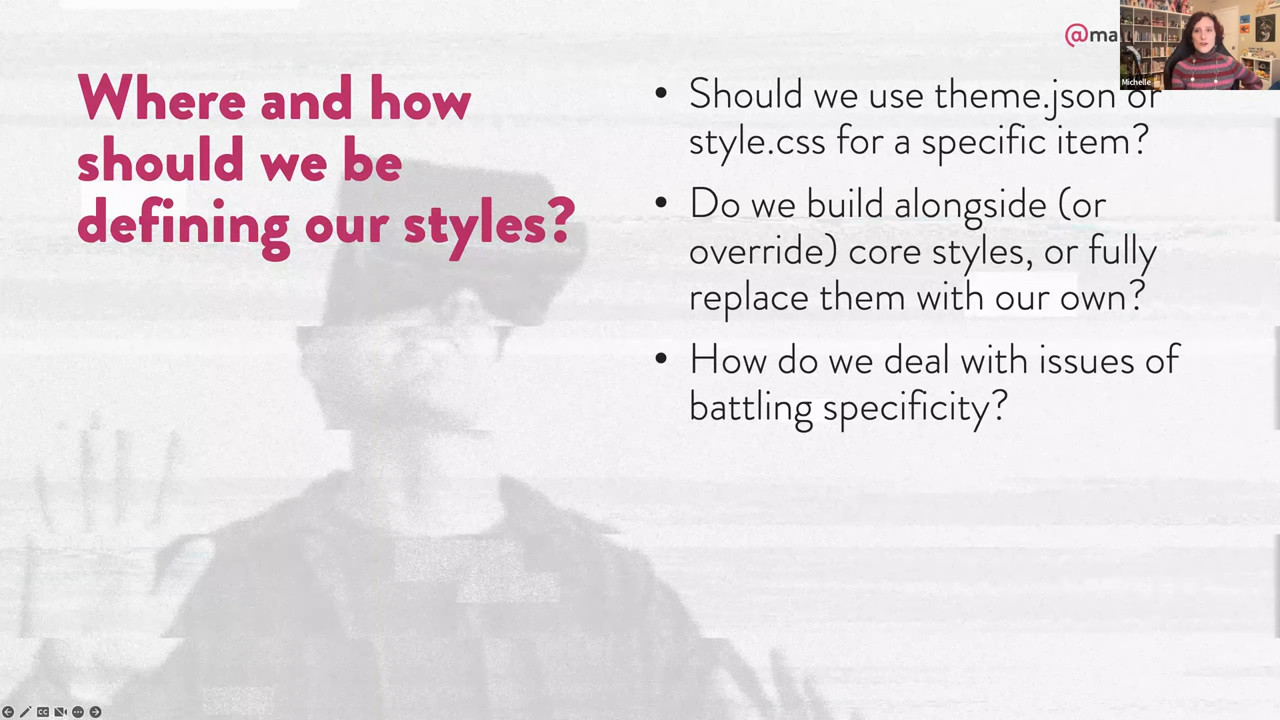 Where and how
should we be
defining our styles?
@ma
• Should we use theme.json or
style.css for a specific item?
• Do we build alongside (or
override) core styles, or fully
replace them with our own?
• How do we deal with issues of
battling specificity?
Michelle
CC